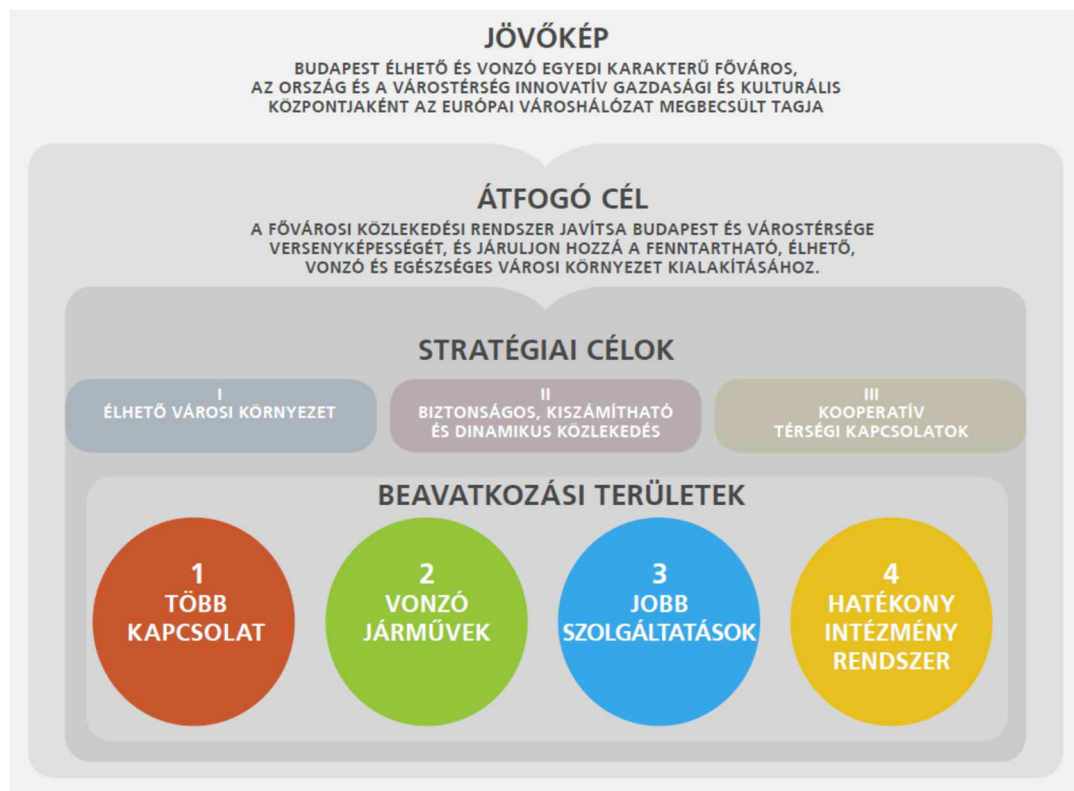 JÖVŐKÉP
BUDAPEST ÉLHETŐ ÉS VONZÓ EGYEDI KARAKTERŰ FŐVÁROS,
AZ ORSZÁG ÉS A VÁROSTÉRSÉG INNOVATÍV GAZDASÁGI ÉS KULTURÁLIS
KÖZPONTJAKÉNT AZ EURÓPAI VÁROSHÁLÓZAT MEGBECSÜLT TAGJA
ÁTFOGÓ CÉL
A FŐVÁROSI KÖZLEKEDÉSI RENDSZER JAVÍTSA BUDAPEST ÉS VÁROSTÉRSÉGE
VERSENYKÉPESSÉGÉT, ÉS JÁRULJON HOZZÁ A FENNTARTHATÓ, ÉLHETŐ,
VONZÓ ÉS EGÉSZSÉGES VÁROSI KÖRNYEZET KIALAKÍTÁSÁHOZ.
STRATÉGIAI CÉLOK
I
ÉLHETŐ VÁROSI KÖRNYEZET
II
BIZTONSÁGOS, KISZÁMÍTHATÓ
ÉS DINAMIKUS KÖZLEKEDÉS
III
KOOPERATÍV
TÉRSÉGI KAPCSOLATOK
BEAVATKOZÁSI TERÜLETEK
1
TÖBB
KAPCSOLAT
2
VONZÓ
JÁRMŰVEK
3
JOBB
SZOLGÁLTATÁSOK
4
HATÉKONY
INTÉZMÉNY
RENDSZER